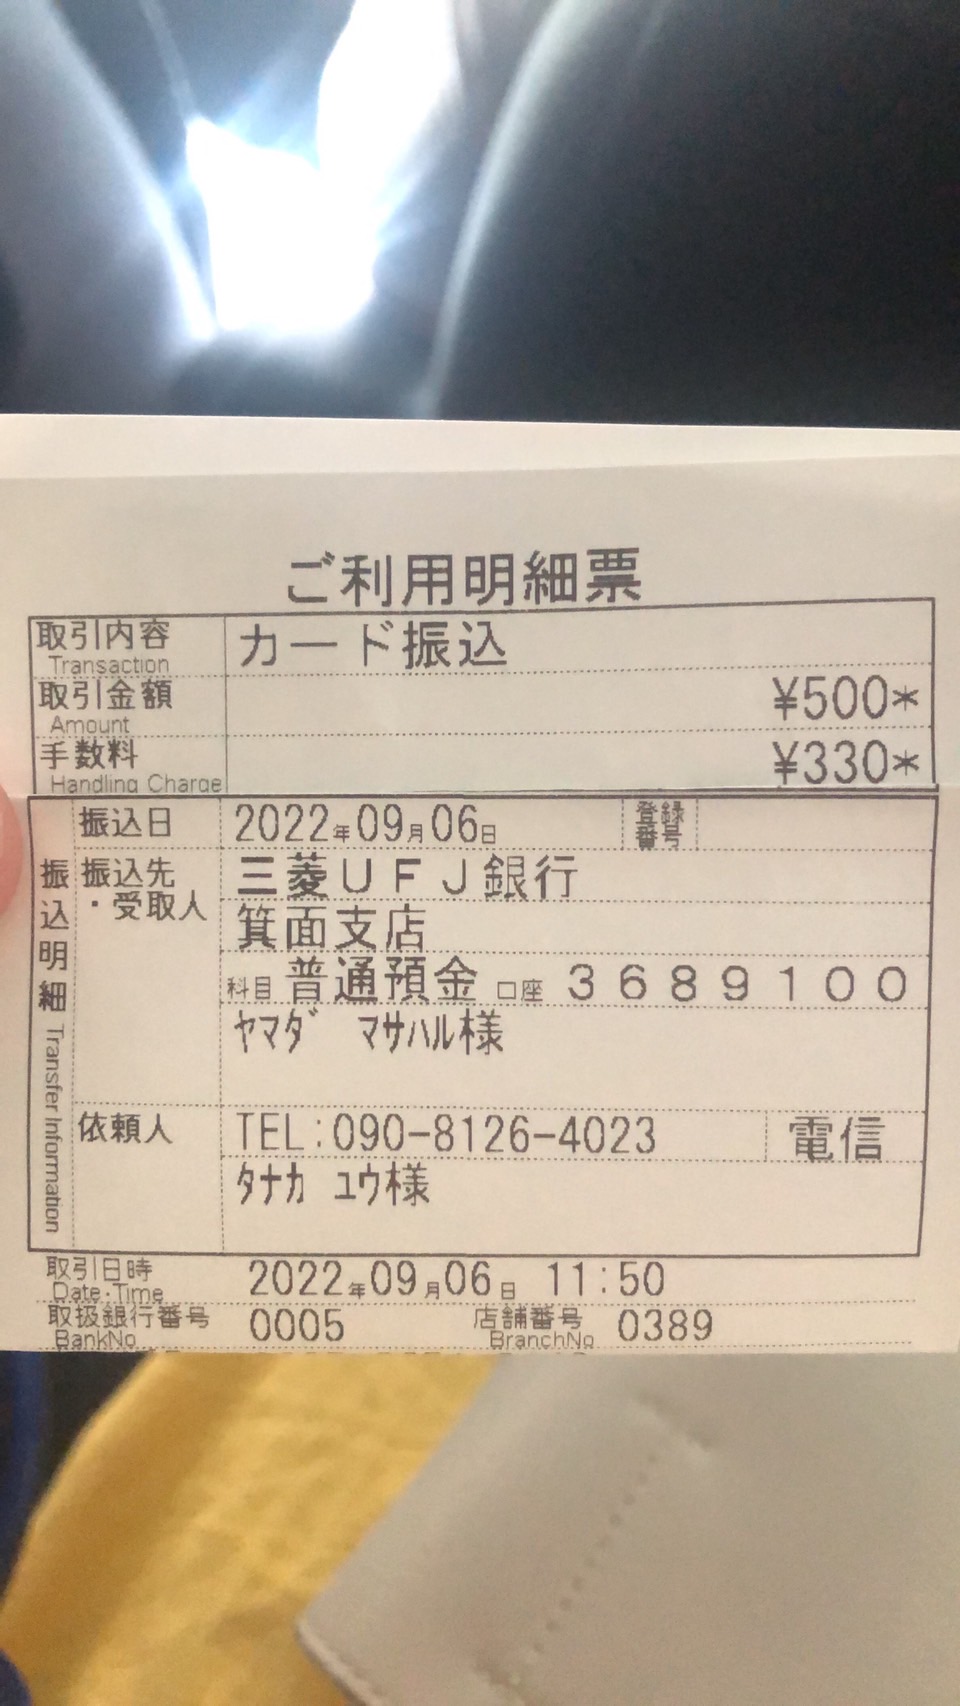 ご利用明細票
取引内容 カード振込
Transaction
取引金額 ¥500*
Amount
手数料 ¥330*
Handling Charge
振込明細 Transfer Information
振込日 2022年09月06日 登録番号
振込先 三菱UFJ銀行
・受取人
箕面支店
科目 普通預金 口座 3689100
ヤマダ マサハル様
依頼人 TEL:090-8126-4023 電信
タナカ ユウ様
取引日時 2022年09月06日 11:50
Date・Time
取扱銀行番号 0005 店舗番号 0389
BankNo BranchNo